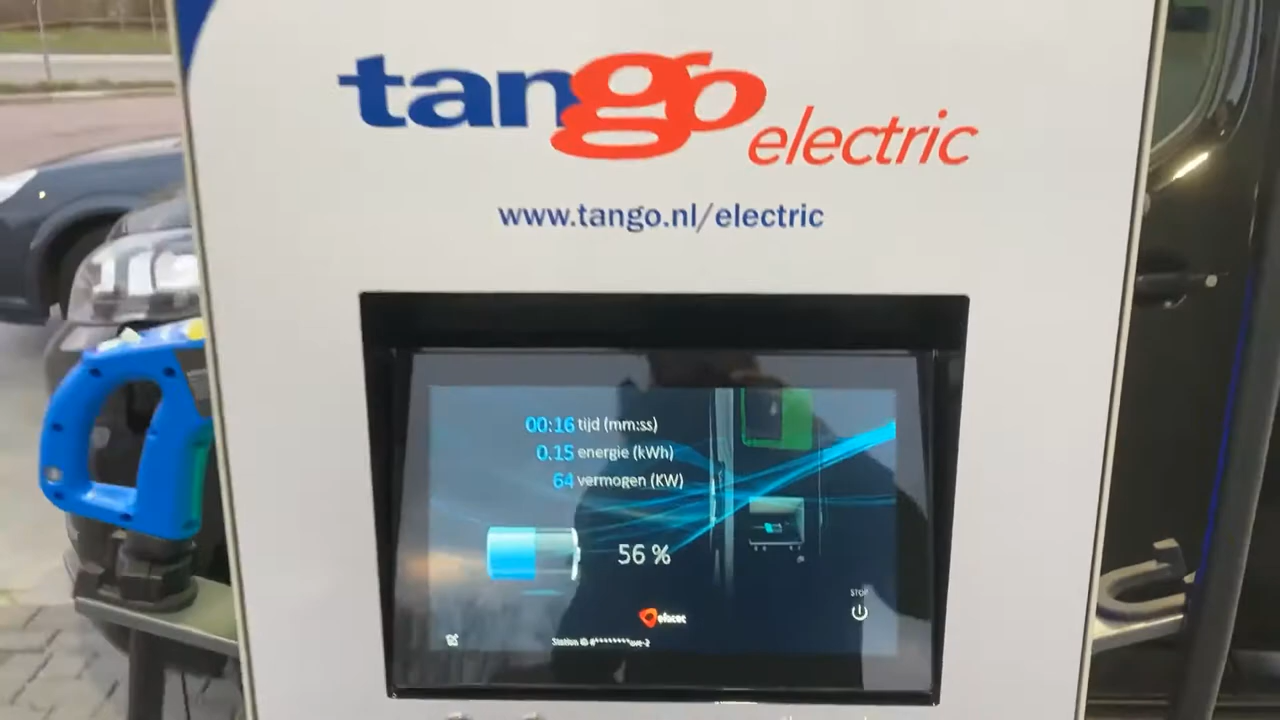 tango electric
www.tango.nl/electric
00:16 tijd (mm:ss)
0.15 energie (kWh)
64 vermogen (KW)
56 %
STOP
efacec